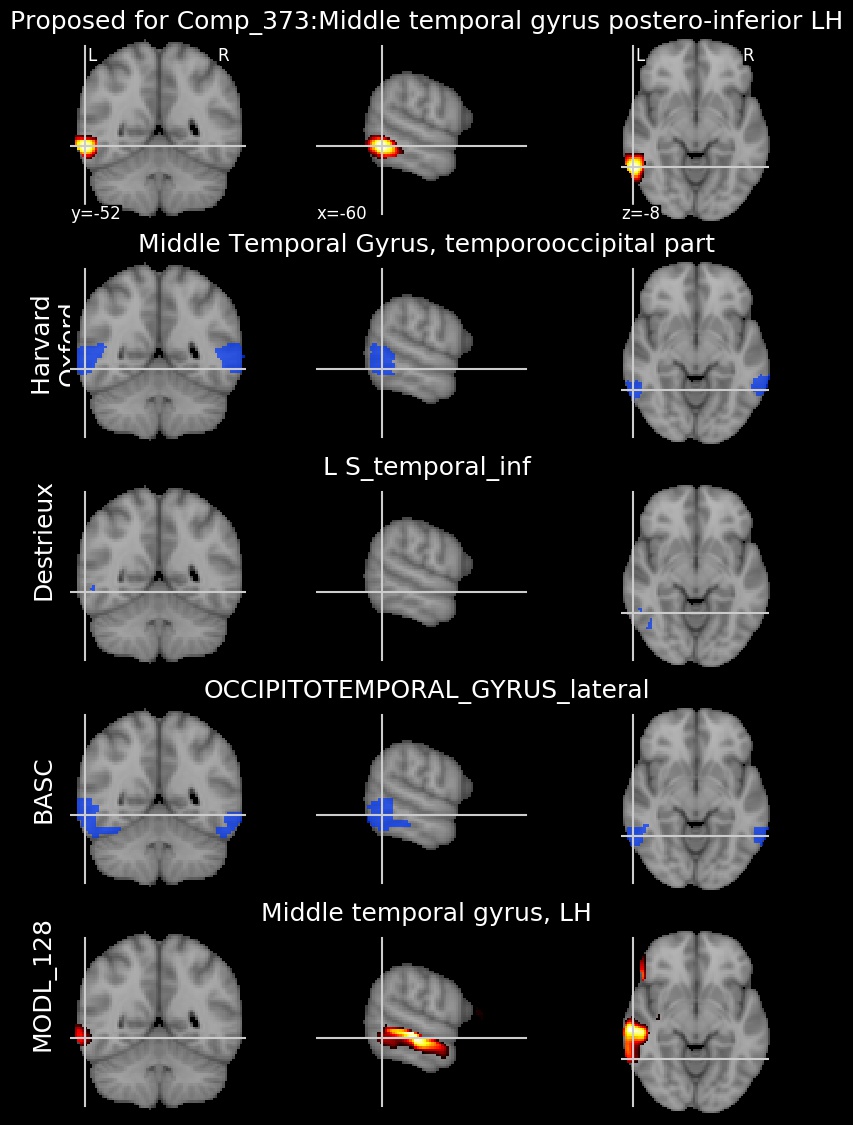 Proposed for Comp_373:Middle temporal gyrus postero-inferior LH
L R L R
y=-52 x=-60 z=-8
Middle Temporal Gyrus, temporooccipital part
Harvard
Oxford
L S_temporal_inf
Destrieux
OCCIPITOTEMPORAL_GYRUS_lateral
BASC
Middle temporal gyrus, LH
MODL_128